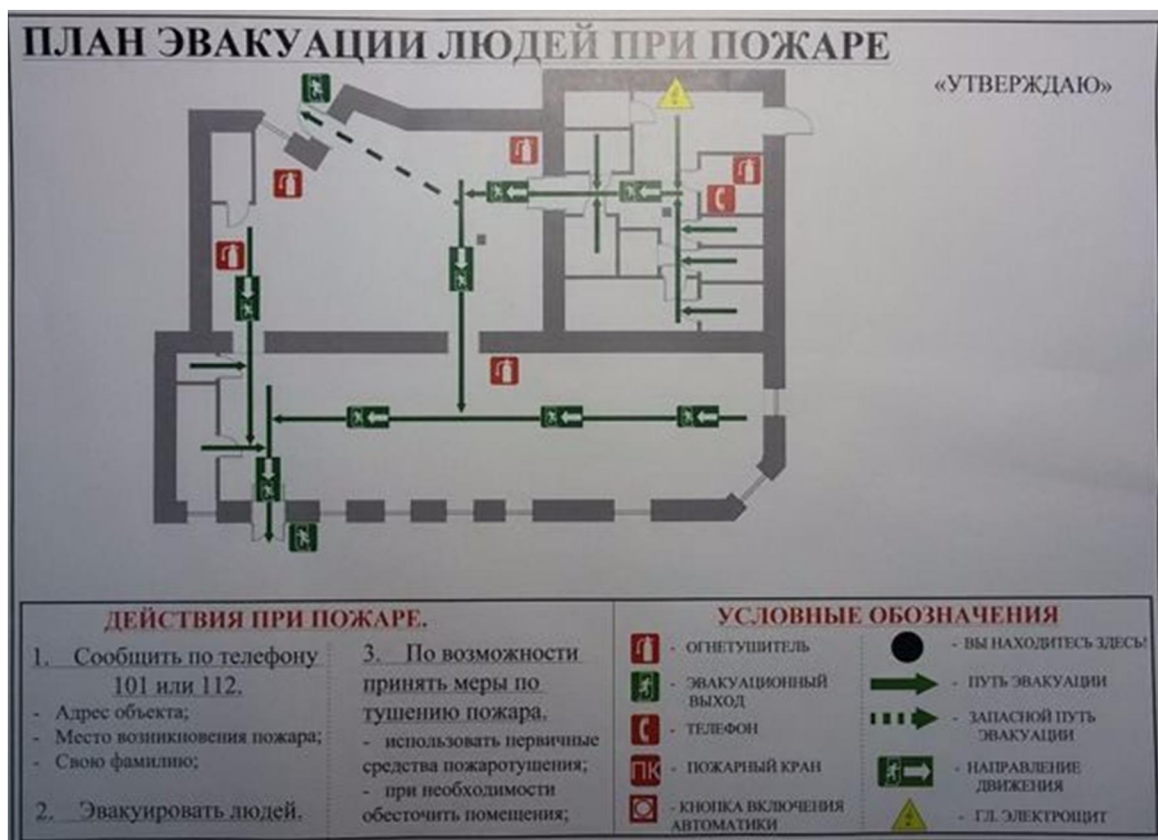 ПЛАН ЭВАКУАЦИИ ЛЮДЕЙ ПРИ ПОЖАРЕ
«УТВЕРЖДАЮ»
ДЕЙСТВИЯ ПРИ ПОЖАРЕ.
1. Сообщить по телефону
101 или 112.
- Адрес объекта;
- Место возникновения пожара;
- Свою фамилию;
2. Эвакуировать людей.
3. По возможности
принять меры по
тушению пожара.
- использовать первичные
средства пожаротушения;
- при необходимости
обесточить помещения;
УСЛОВНЫЕ ОБОЗНАЧЕНИЯ
- ОГНЕТУШИТЕЛЬ
- ЭВАКУАЦИОННЫЙ
ВЫХОД
- ТЕЛЕФОН
ПК - ПОЖАРНЫЙ КРАН
- КНОПКА ВКЛЮЧЕНИЯ
АВТОМАТИКИ
- ВЫ НАХОДИТЕСЬ ЗДЕСЬ!
- ПУТЬ ЭВАКУАЦИИ
- ЗАПАСНОЙ ПУТЬ
ЭВАКУАЦИИ
- НАПРАВЛЕНИЕ
ДВИЖЕНИЯ
- ГЛ. ЭЛЕКТРОЩИТ